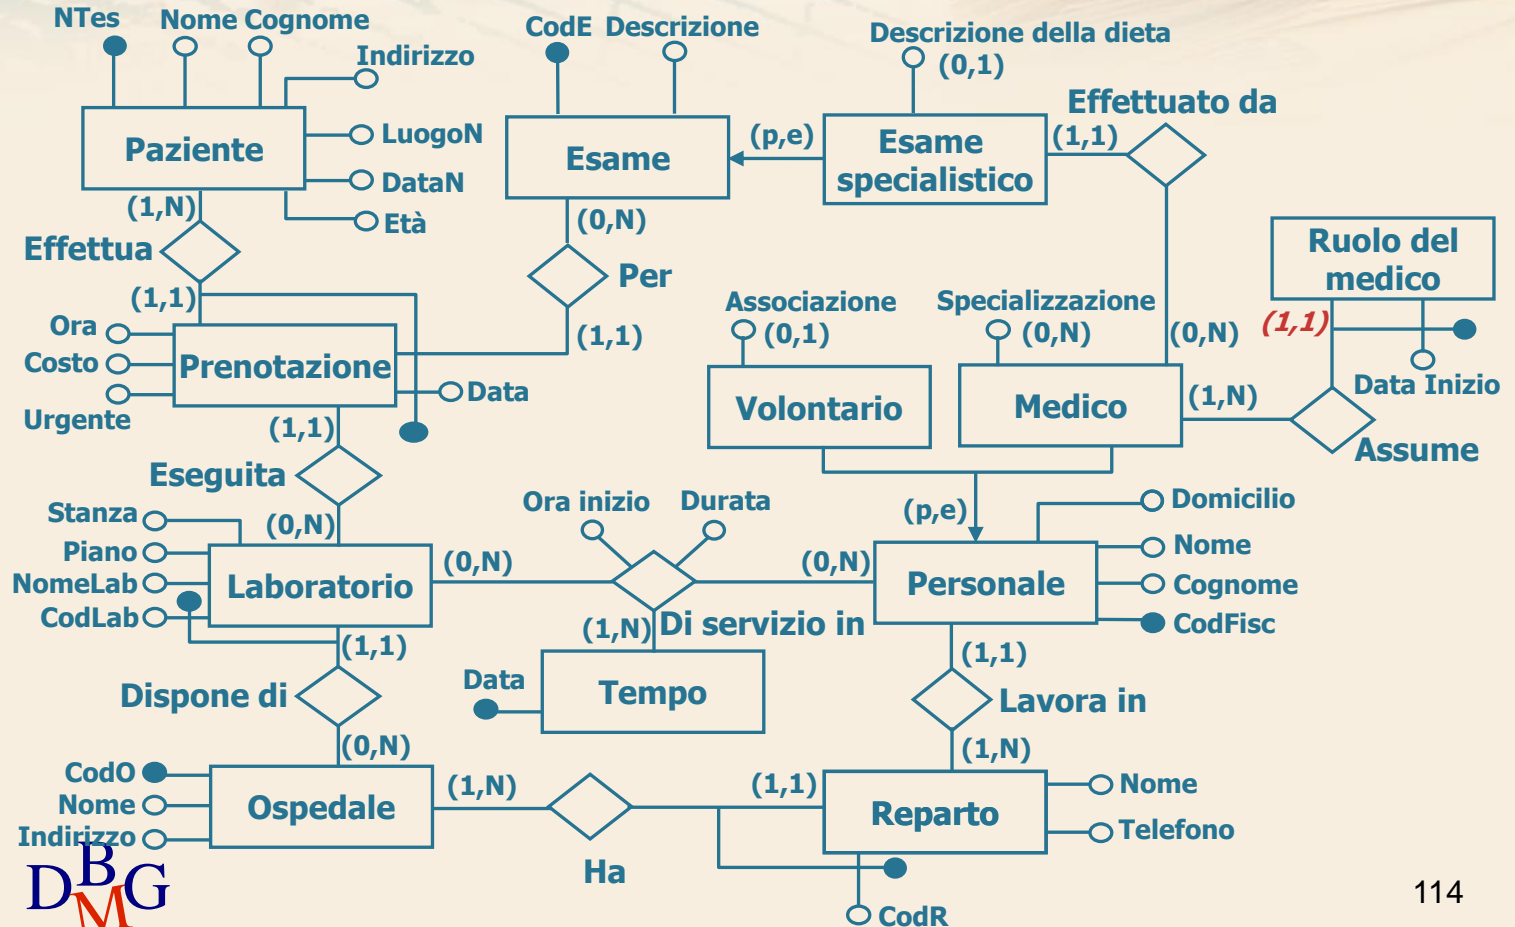 NTes
Nome Cognome
CodE Descrizione
Descrizione della dieta
(0,1)
Indirizzo
Effettuato da
Paziente
LuogoN
DataN
Età
Esame
(p,e)
Esame
specialistico
(1,1)
(1,N)
Effettua
(1,1)
(0,N)
Per
(1,1)
Ruolo del
medico
(1,1)
Data Inizio
Associazione
(0,1)
Specializzazione
(0,N)
(0,N)
Ora
Costo
Urgente
Prenotazione
Data
Volontario
Medico
(1,N)
Assume
(1,1)
Eseguita
(0,N)
Stanza
Piano
NomeLab
CodLab
Laboratorio
(0,N)
Ora inizio
Durata
(0,N)
Di servizio in
(1,N)
(p,e)
Personale
Domicilio
Nome
Cognome
CodFisc
(1,1)
Dispone di
(0,N)
Data
Tempo
(1,1)
Lavora in
(1,N)
CodO
Nome
Indirizzo
Ospedale
(1,N)
Ha
(1,1)
Reparto
Nome
Telefono
CodR
DBMG
114